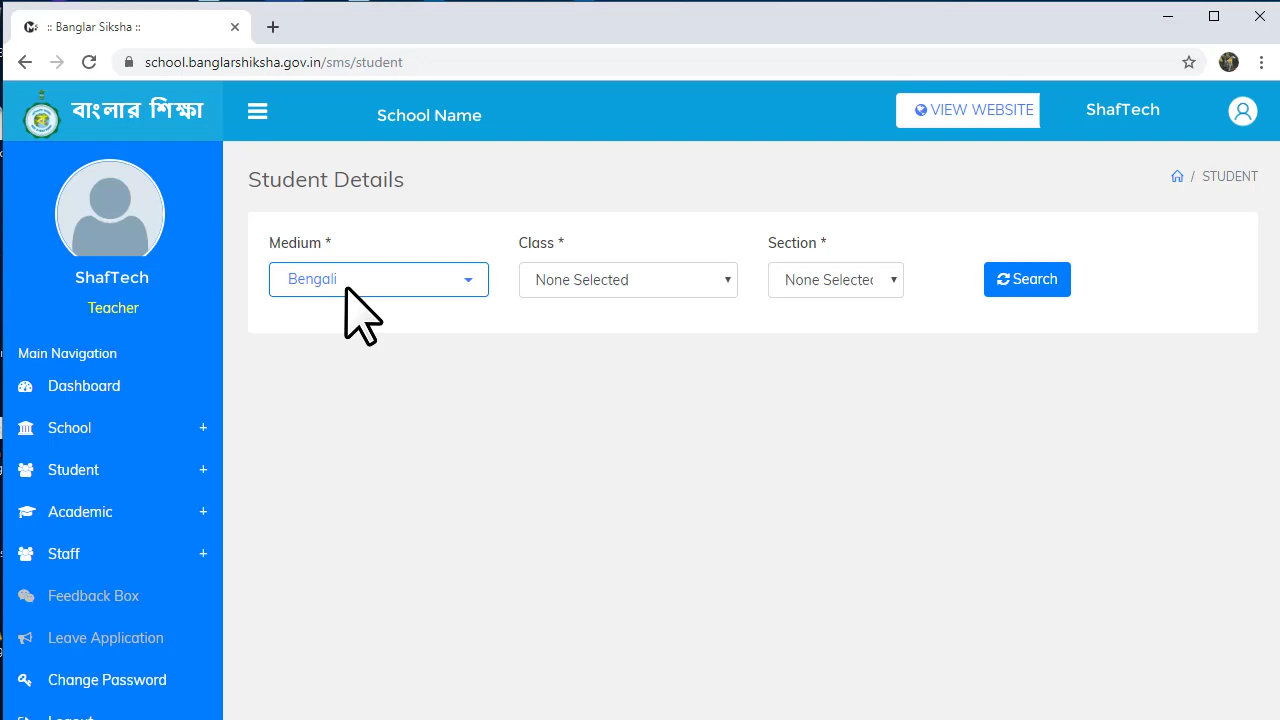 :: Banglar Siksha ::
school.banglarshiksha.gov.in/sms/student
বাংলার শিক্ষা
School Name
VIEW WEBSITE
ShafTech
Student Details
/ STUDENT
Medium *
Class *
Section *
Bengali
None Selected
None Selected
Search
ShafTech
Teacher
Main Navigation
Dashboard
School +
Student +
Academic +
Staff +
Feedback Box
Leave Application
Change Password
Logout